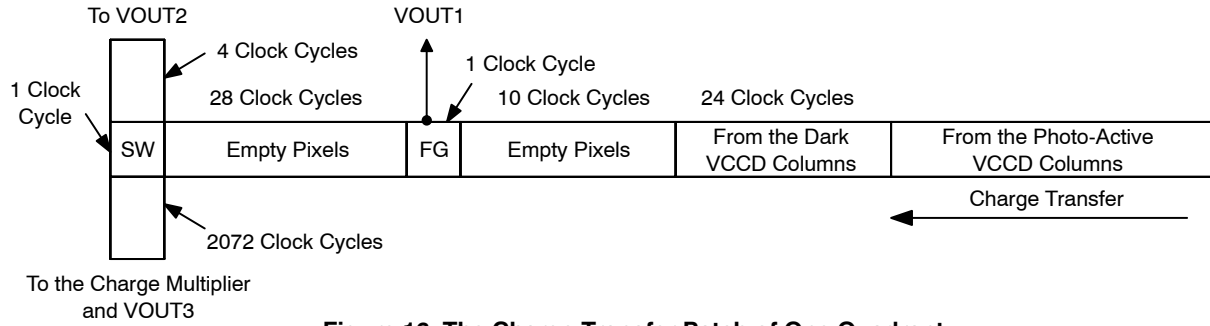 To VOUT2
VOUT1
4 Clock Cycles
1 Clock Cycle
1 Clock
Cycle
28 Clock Cycles
10 Clock Cycles
24 Clock Cycles
SW
Empty Pixels
FG
Empty Pixels
From the Dark
VCCD Columns
From the Photo-Active
VCCD Columns
Charge Transfer
2072 Clock Cycles
To the Charge Multiplier
and VOUT3